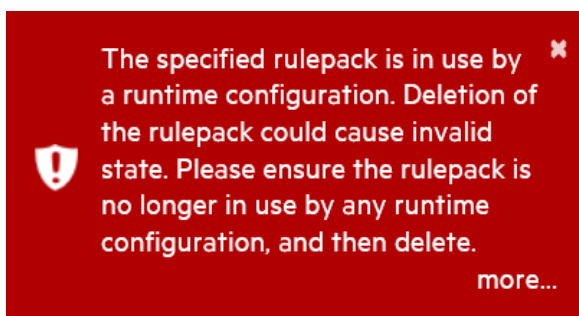 The specified rulepack is in use by
a runtime configuration. Deletion of
the rulepack could cause invalid
state. Please ensure the rulepack is
no longer in use by any runtime
configuration, and then delete.
more...